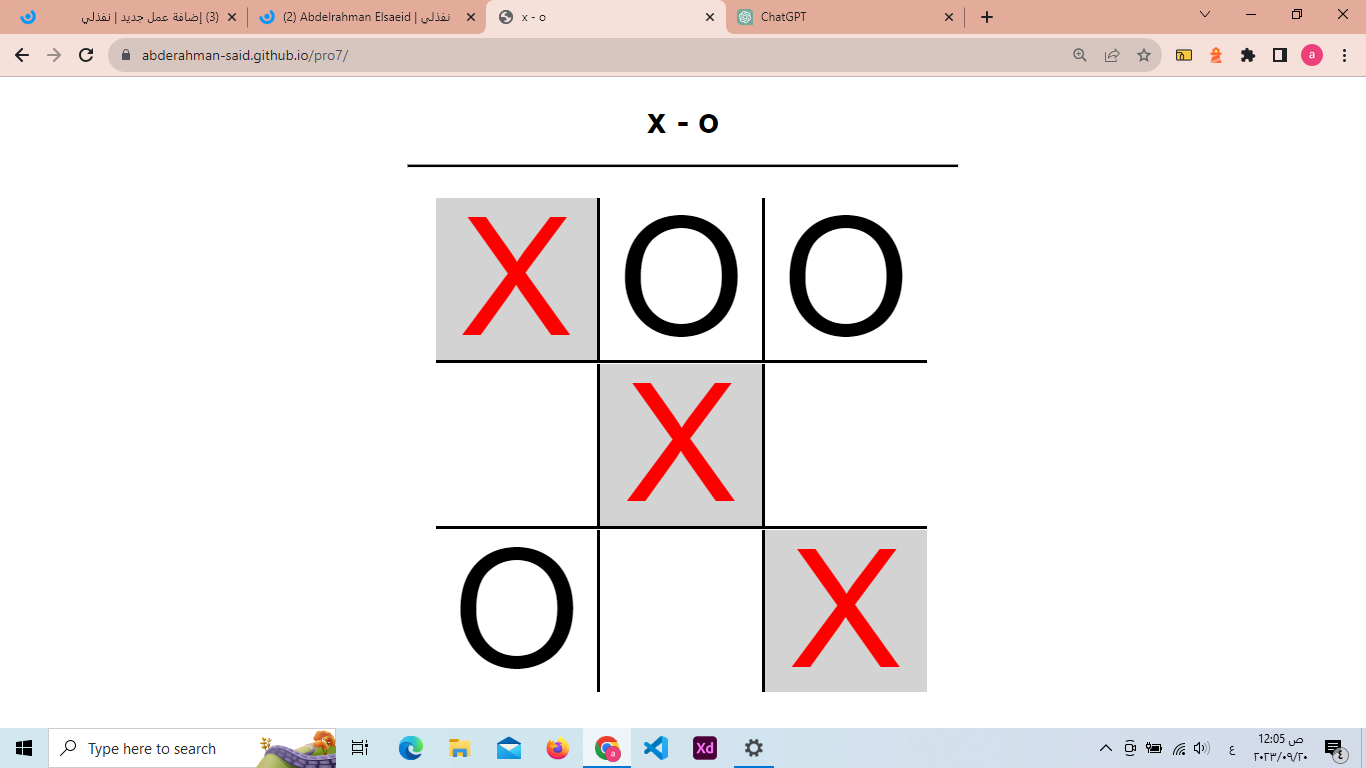 (3) إضافة عمل جديد | نفذلي
(2) Abdelrahman Elsaeid | نفذلي
x - o
ChatGPT
abderahman-said.github.io/pro7/
a
x - o
X O O
X
O X
Type here to search
a
Xd
ع
12:05 ص
٢٠٢٣/٠٩/٢٠
٤